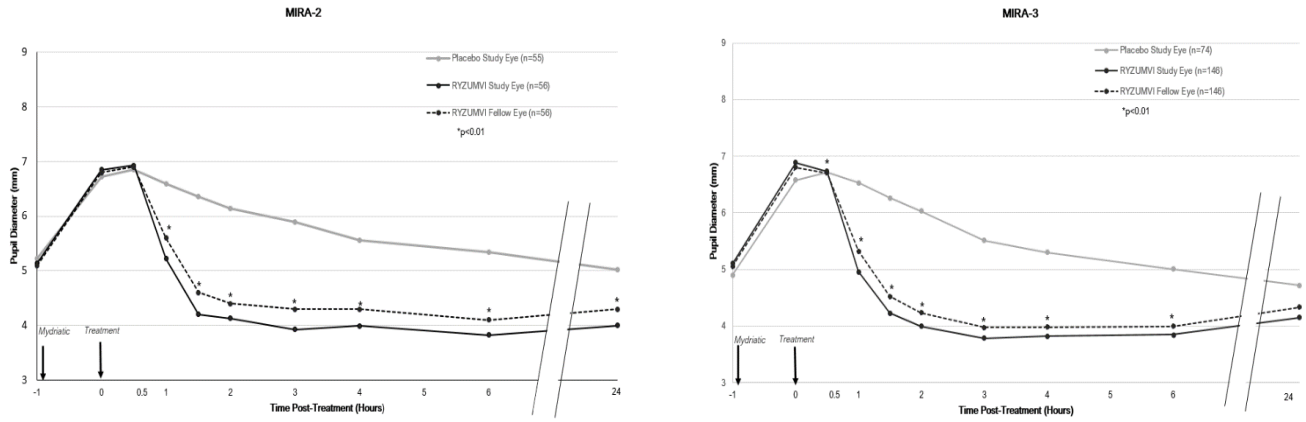 MIRA-2
9
8
7
6
5
4
3
Pupil Diameter (mm)
Placebo Study Eye (n=55)
RYZUMVI Study Eye (n=56)
RYZUMVI Fellow Eye (n=56)
*p<0.01
* * * * * * *
Mydriatic
Treatment
-1 0 0.5 1 2 3 4 5 6 24
Time Post-Treatment (Hours)
MIRA-3
9
8
7
6
5
4
3
Pupil Diameter (mm)
Placebo Study Eye (n=74)
RYZUMVI Study Eye (n=146)
RYZUMVI Fellow Eye (n=146)
*p<0.01
* * * * * * *
Mydriatic
Treatment
-1 0 0.5 1 2 3 4 5 6 24
Time Post-Treatment (Hours)